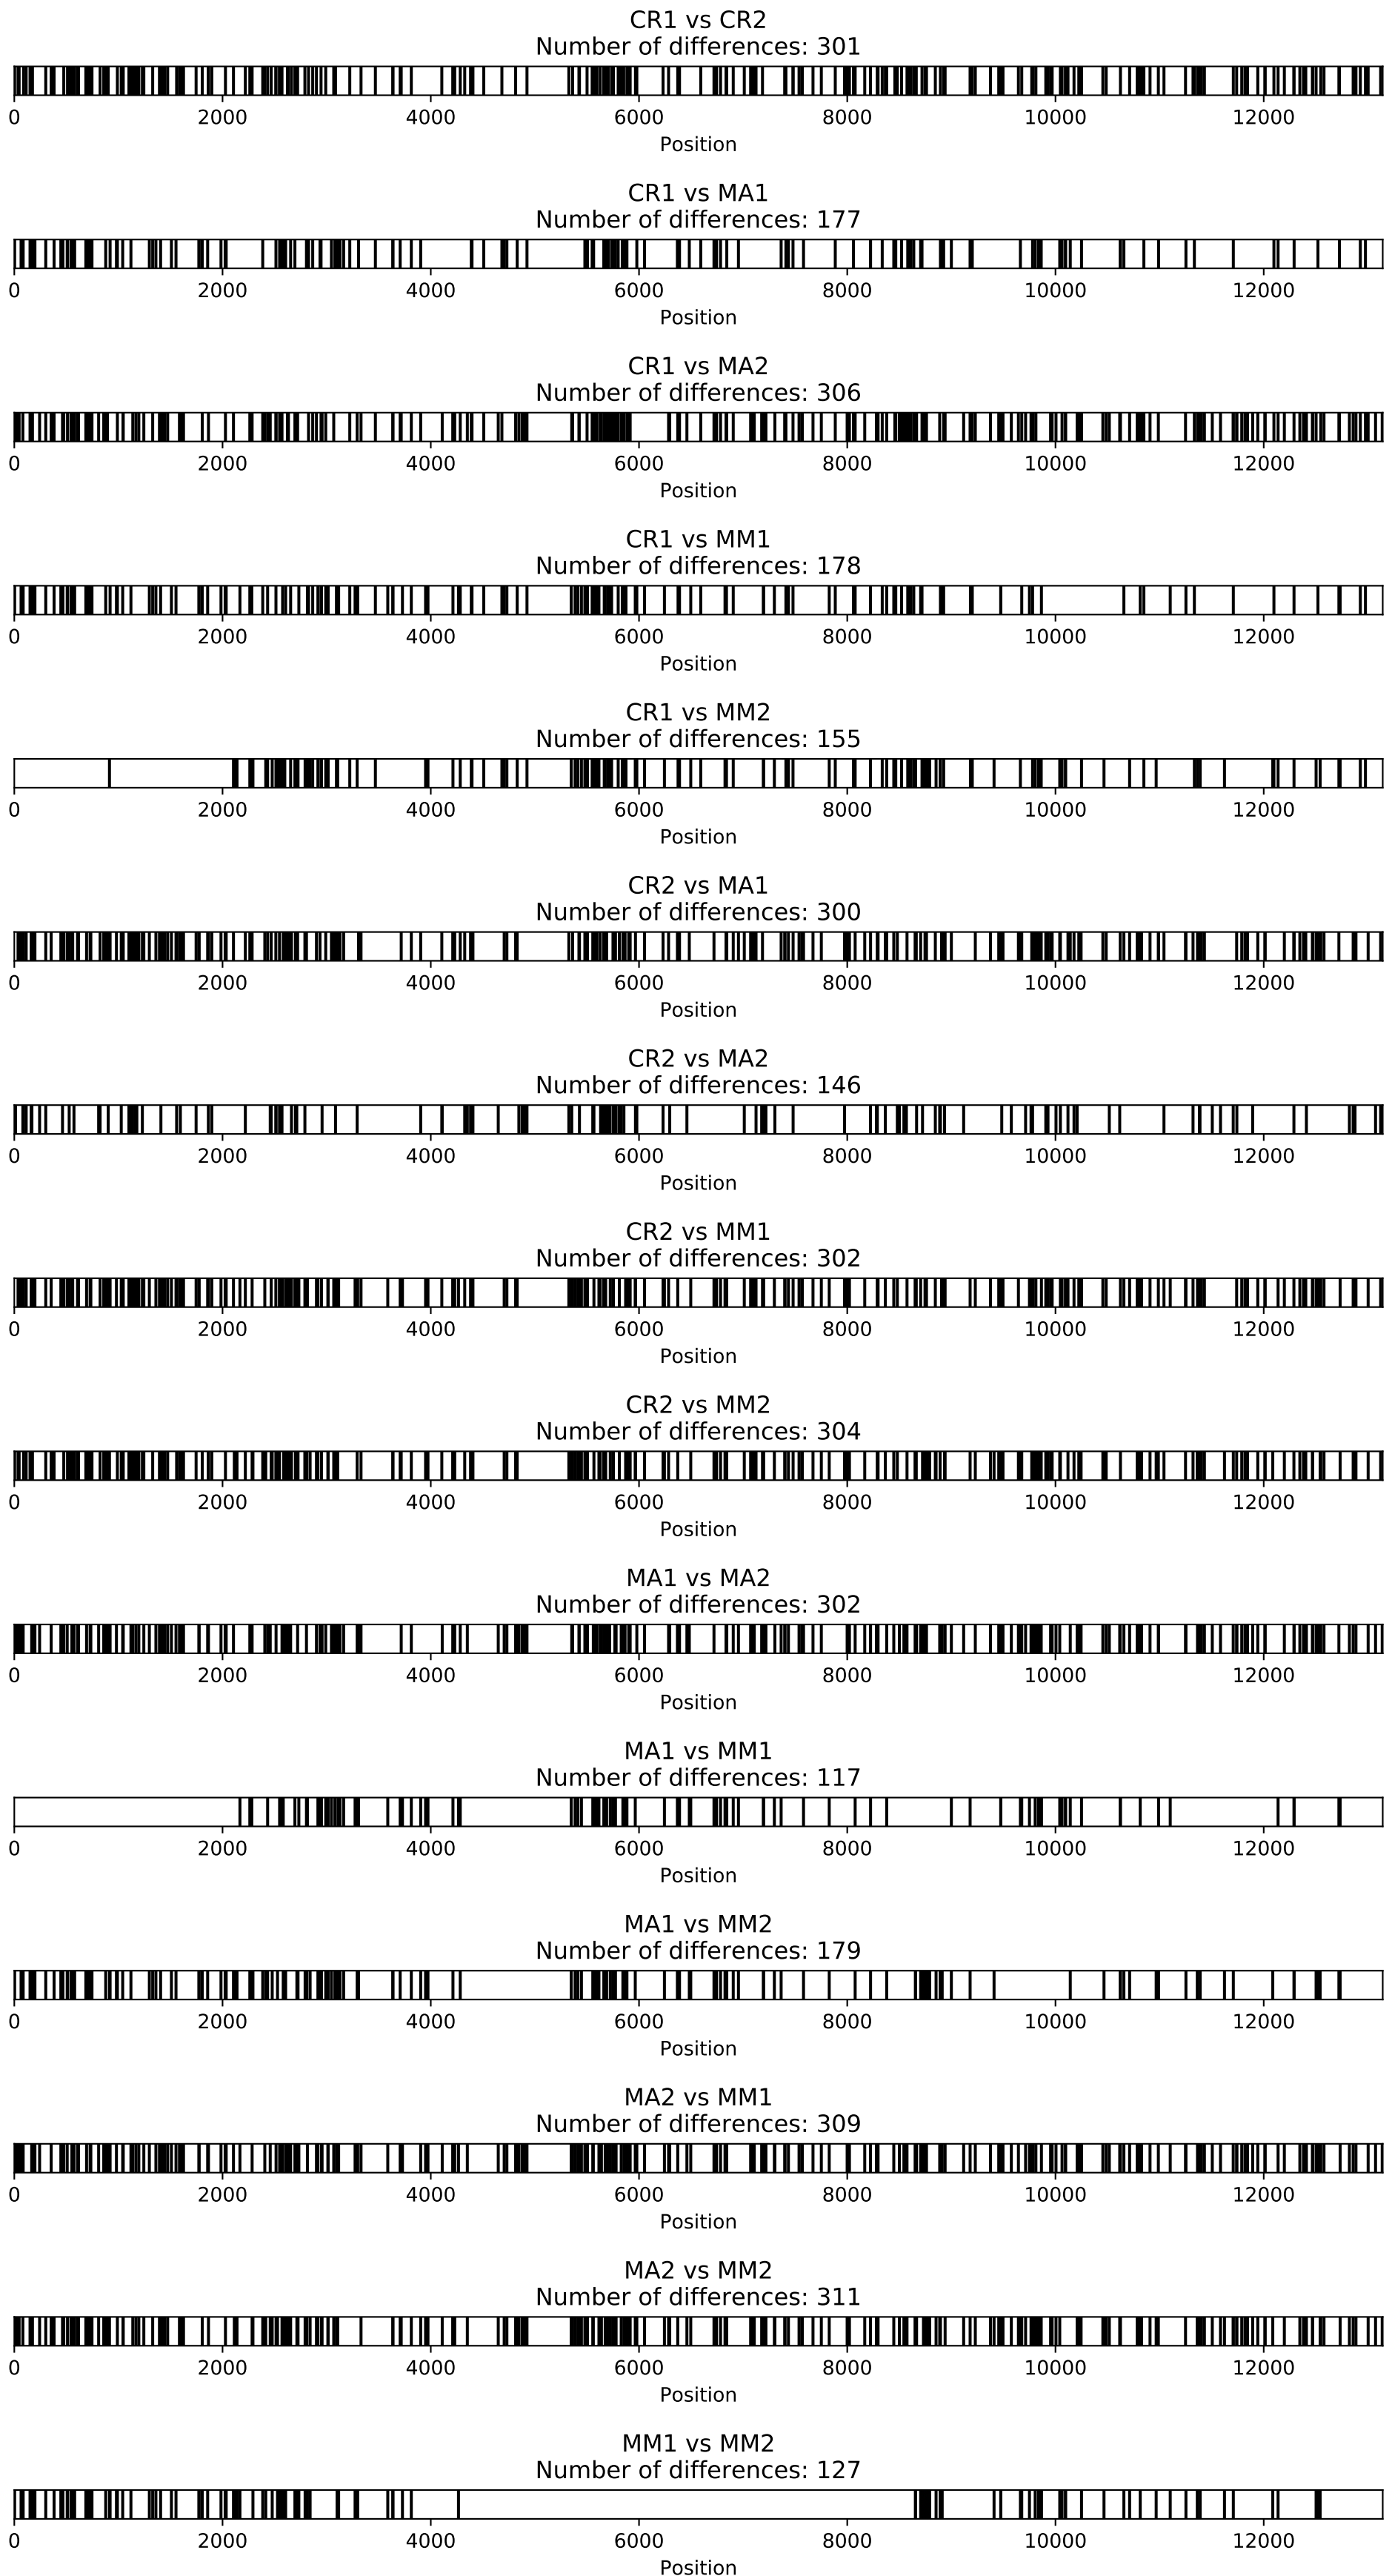 CR1 vs CR2
Number of differences: 301
0 2000 4000 6000 8000 10000 12000
Position
CR1 vs MA1
Number of differences: 177
0 2000 4000 6000 8000 10000 12000
Position
CR1 vs MA2
Number of differences: 306
0 2000 4000 6000 8000 10000 12000
Position
CR1 vs MM1
Number of differences: 178
0 2000 4000 6000 8000 10000 12000
Position
CR1 vs MM2
Number of differences: 155
0 2000 4000 6000 8000 10000 12000
Position
CR2 vs MA1
Number of differences: 300
0 2000 4000 6000 8000 10000 12000
Position
CR2 vs MA2
Number of differences: 146
0 2000 4000 6000 8000 10000 12000
Position
CR2 vs MM1
Number of differences: 302
0 2000 4000 6000 8000 10000 12000
Position
CR2 vs MM2
Number of differences: 304
0 2000 4000 6000 8000 10000 12000
Position
MA1 vs MA2
Number of differences: 302
0 2000 4000 6000 8000 10000 12000
Position
MA1 vs MM1
Number of differences: 117
0 2000 4000 6000 8000 10000 12000
Position
MA1 vs MM2
Number of differences: 179
0 2000 4000 6000 8000 10000 12000
Position
MA2 vs MM1
Number of differences: 309
0 2000 4000 6000 8000 10000 12000
Position
MA2 vs MM2
Number of differences: 311
0 2000 4000 6000 8000 10000 12000
Position
MM1 vs MM2
Number of differences: 127
0 2000 4000 6000 8000 10000 12000
Position